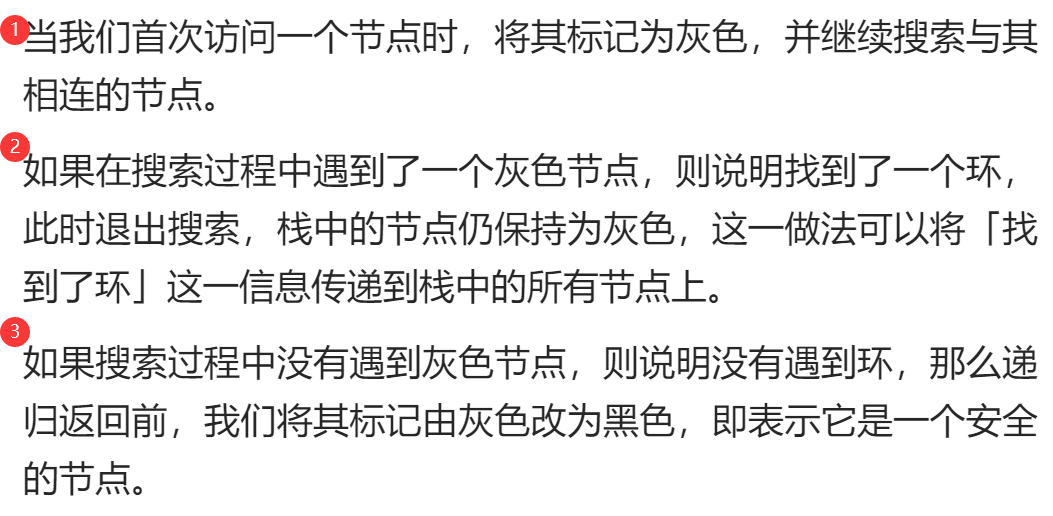 1
当我们首次访问一个节点时，将其标记为灰色，并继续搜索与其
相连的节点。
2
如果在搜索过程中遇到了一个灰色节点，则说明找到了一个环，
此时退出搜索，栈中的节点仍保持为灰色，这一做法可以将「找
到了环」这一信息传递到栈中的所有节点上。
3
如果搜索过程中没有遇到灰色节点，则说明没有遇到环，那么递
归返回前，我们将其标记由灰色改为黑色，即表示它是一个安全
的节点。